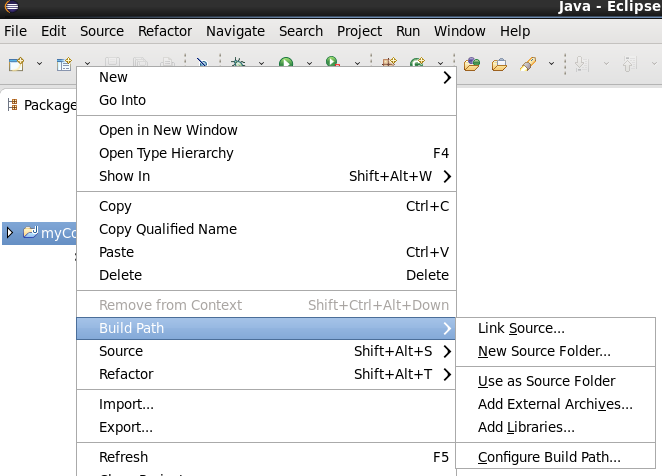 Java - Eclipse
File Edit Source Refactor Navigate Search Project Run Window Help
Package
myCo
New
Go Into
Open in New Window
Open Type Hierarchy F4
Show In Shift+Alt+W
Copy Ctrl+C
Copy Qualified Name
Paste Ctrl+V
Delete Delete
Remove from Context Shift+Ctrl+Alt+Down
Build Path
Source Shift+Alt+S
Refactor Shift+Alt+T
Import...
Export...
Refresh F5
Link Source...
New Source Folder...
Use as Source Folder
Add External Archives...
Add Libraries...
Configure Build Path...